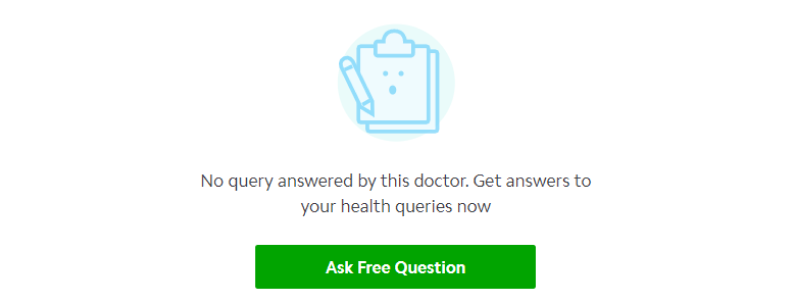 No query answered by this doctor. Get answers to
your health queries now
Ask Free Question